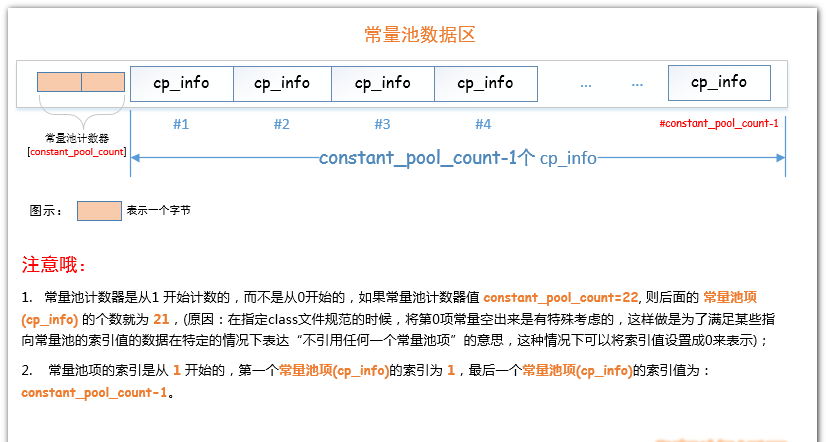 常量池数据区
cp_info cp_info cp_info cp_info ... ... cp_info
#1 #2 #3 #4 #constant_pool_count-1
常量池计数器
[constant_pool_count]
constant_pool_count-1个 cp_info
图示： 表示一个字节
注意哦：
1. 常量池计数器是从1 开始计数的，而不是从0开始的，如果常量池计数器值 constant_pool_count=22, 则后面的 常量池项
(cp_info) 的个数就为 21，(原因：在指定class文件规范的时候，将第0项常量空出来是有特殊考虑的，这样做是为了满足某些指
向常量池的索引值的数据在特定的情况下表达“不引用任何一个常量池项”的意思，这种情况下可以将索引值设置成0来表示)；
2. 常量池项的索引是从 1 开始的，第一个常量池项(cp_info)的索引为 1，最后一个常量池项(cp_info)的索引值为：
constant_pool_count-1。